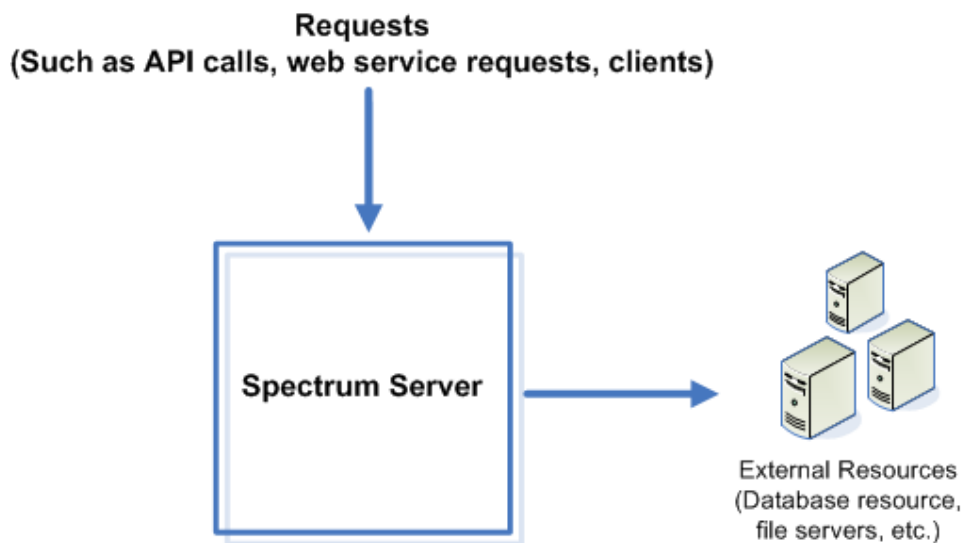 Requests
(Such as API calls, web service requests, clients)
Spectrum Server
External Resources
(Database resource,
file servers, etc.)